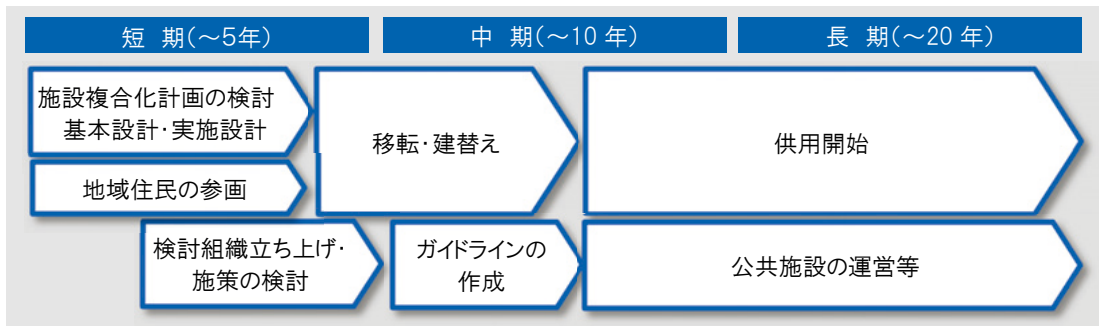 短 期(～5年)
中 期(～10 年)
長 期(～20 年)
施設複合化計画の検討
基本設計･実施設計
移転･建替え
供用開始
地域住民の参画
検討組織立ち上げ･
施策の検討
ガイドラインの
作成
公共施設の運営等